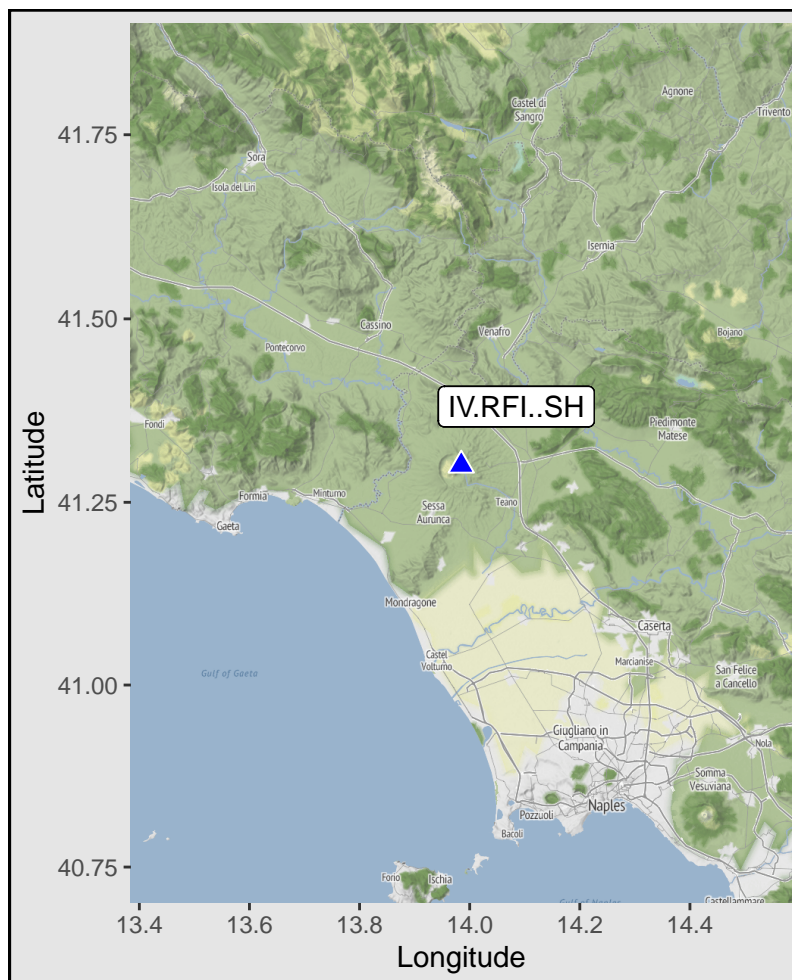 Castel di
Sangro
Agnone
Trivento
41.75
Sora
Isola del Liri
Isernia
41.50
Cassino
Venafro
Bojano
Pontecorvo
IV.RFI..SH
Fondi
Piedimonte
Matese
Latitude
41.25
Formia
Minturno
Sessa
Aurunca
Teano
Gaeta
Mondragone
Caserta
Castel
Volturno
Marcianise
San Felice
a Cancello
Gulf of Gaeta
41.00
Giugliano in
Campania
Nola
Somma
Vesuviana
Naples
Pozzuoli
Bacoli
40.75
Forio
Ischia
Gulf of Naples
Castellammare
13.4
13.6
13.8
14.0
14.2
14.4
Longitude